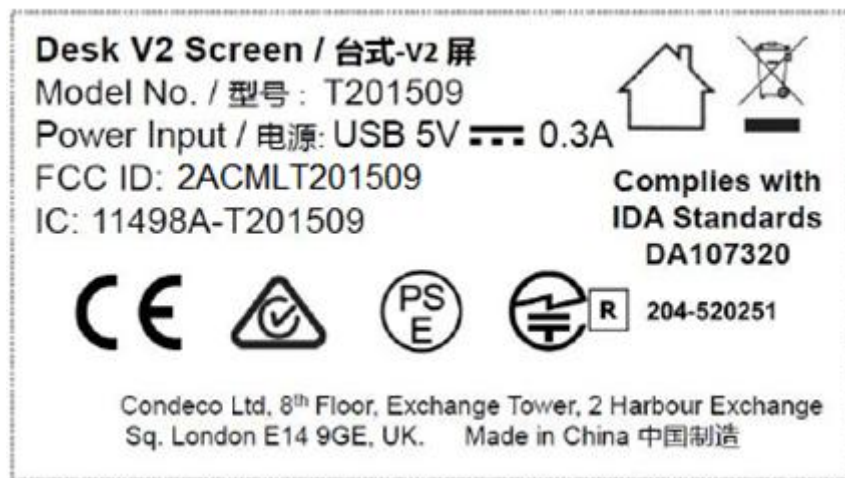 Desk V2 Screen / 台式-V2 屏
Model No. / 型号 : T201509
Power Input / 电源: USB 5V 0.3A
FCC ID: 2ACMLT201509
IC: 11498A-T201509
Complies with
IDA Standards
DA107320
CE
PS
E
R 204-520251
Condeco Ltd, 8th Floor, Exchange Tower, 2 Harbour Exchange
Sq. London E14 9GE, UK. Made in China 中国制造